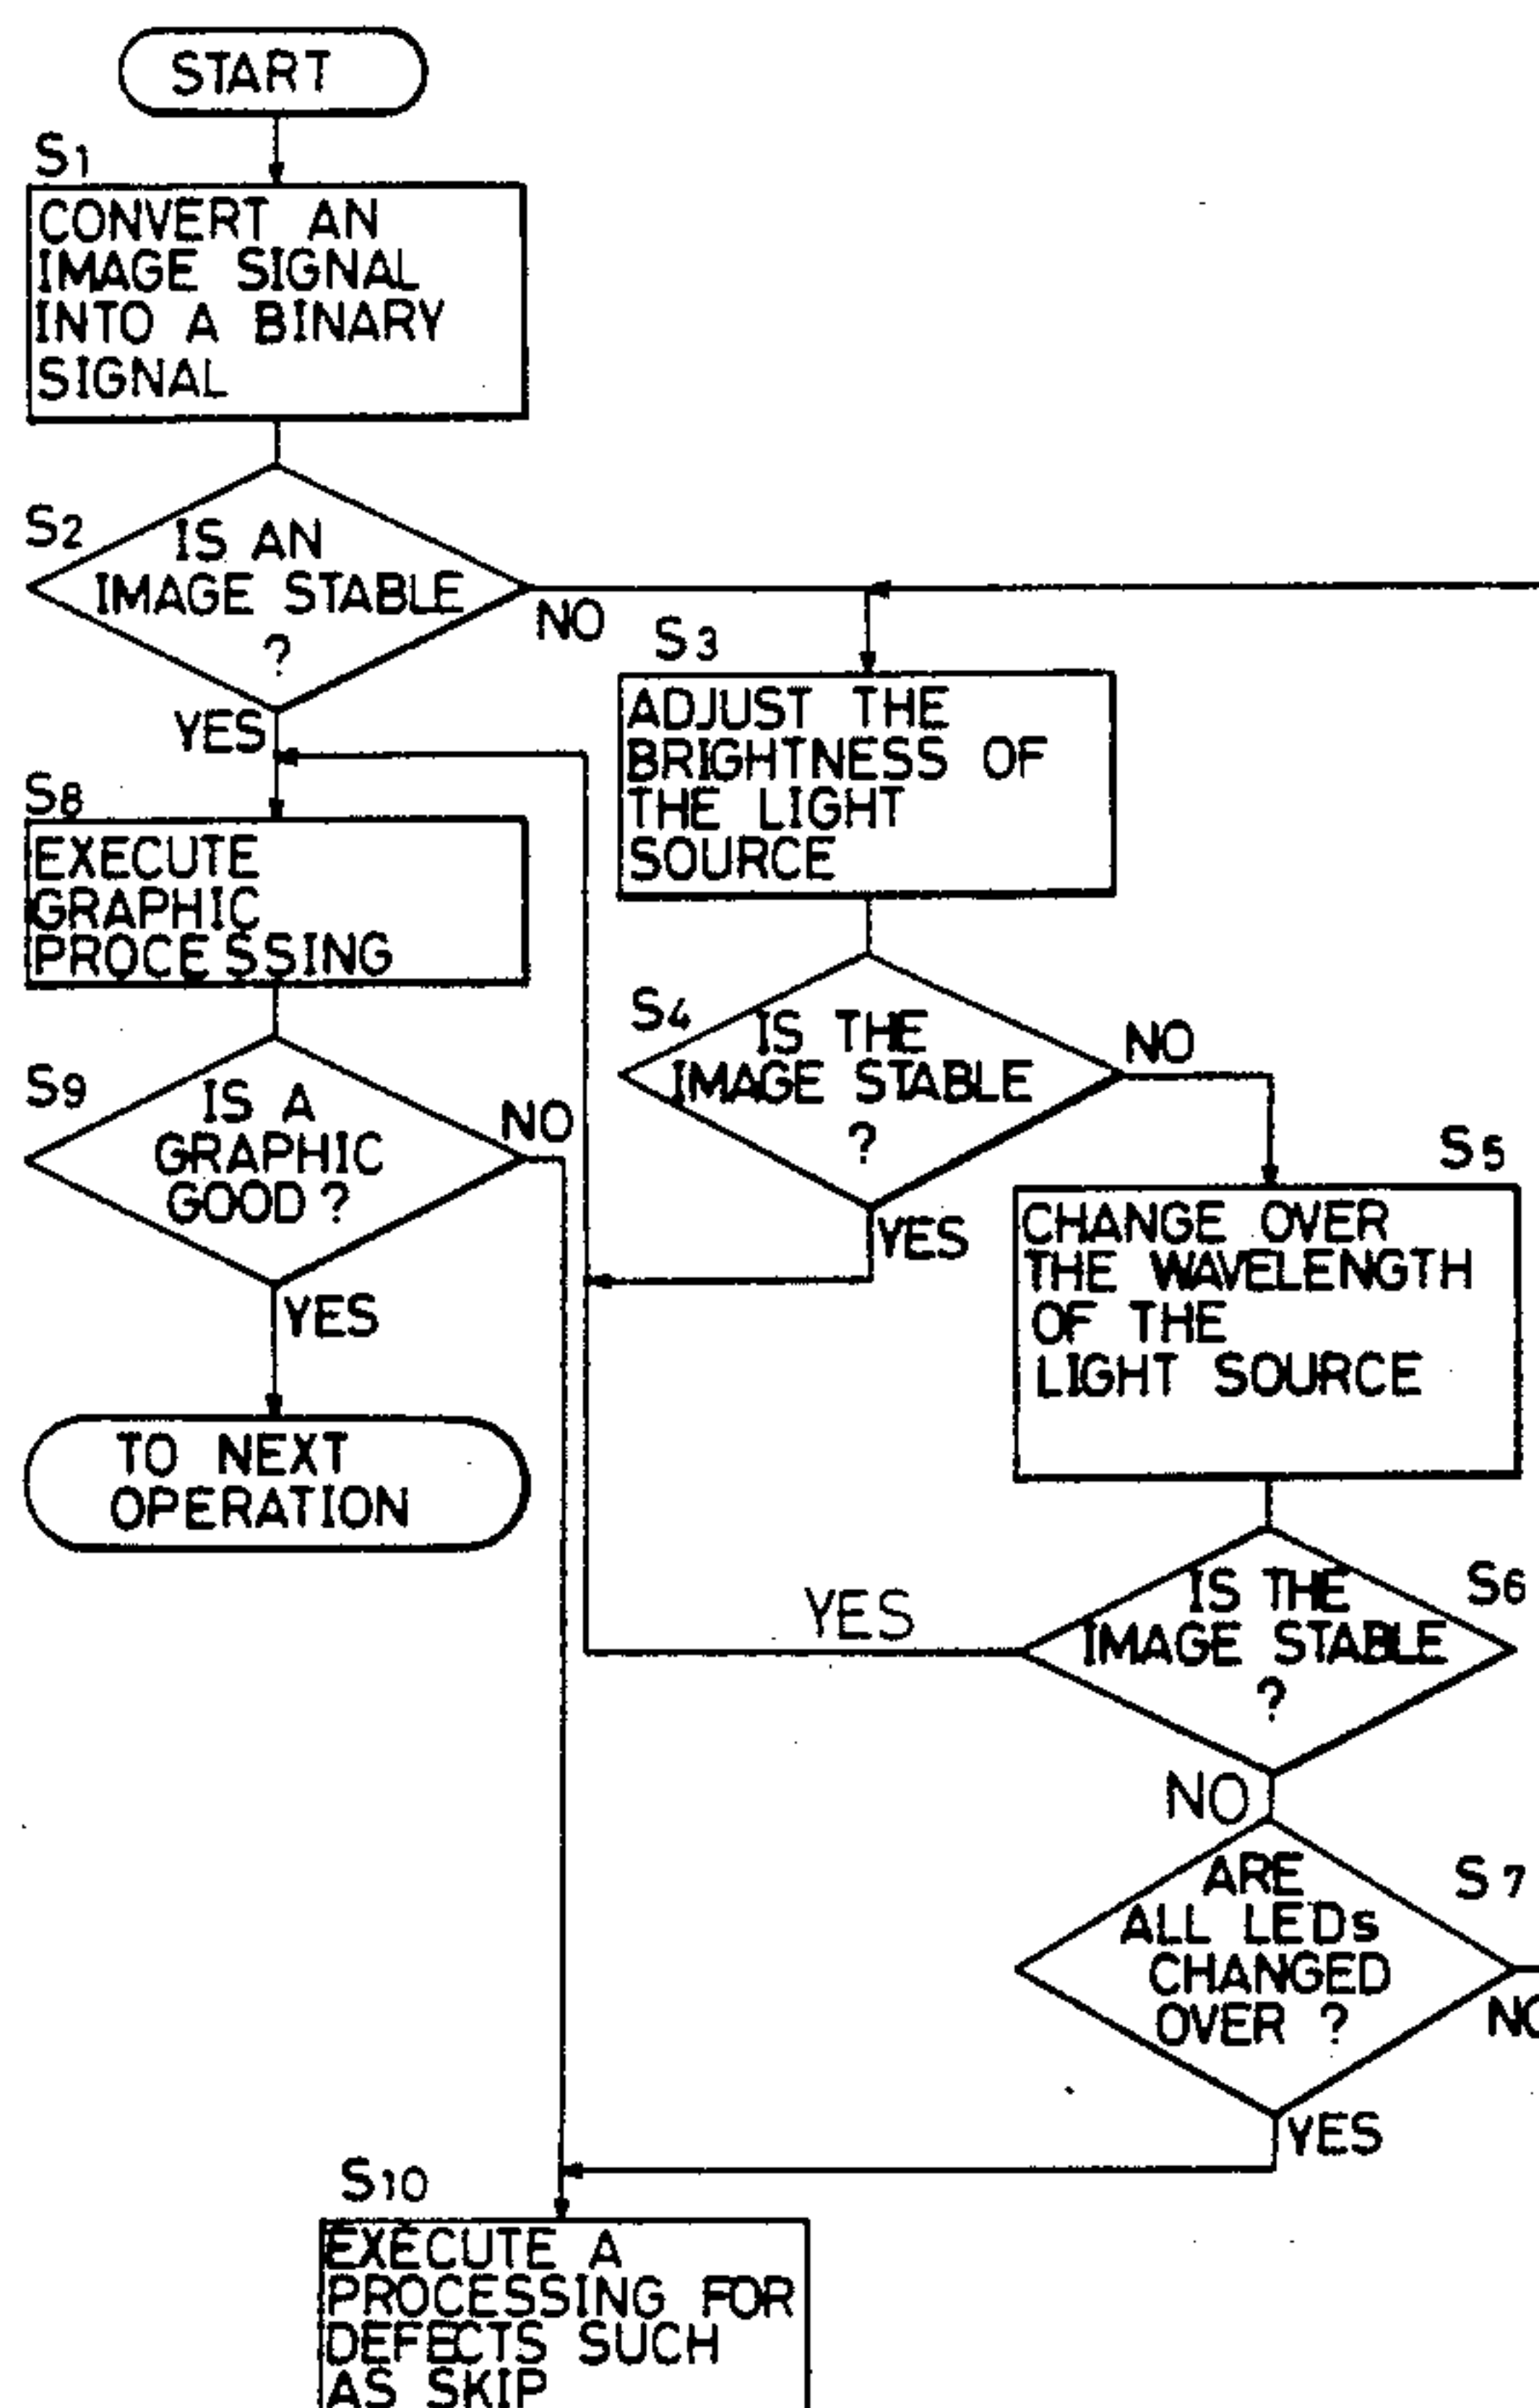 START
S1
CONVERT AN
IMAGE SIGNAL
INTO A BINARY
SIGNAL
S2
IS AN
IMAGE STABLE
?
NO
YES
S3
ADJUST THE
BRIGHTNESS OF
THE LIGHT
SOURCE
S8
EXECUTE
GRAPHIC
PROCESSING
S4
IS THE
IMAGE STABLE
?
NO
YES
S9
IS A
GRAPHIC
GOOD?
NO
YES
S5
CHANGE OVER
THE WAVELENGTH
OF THE
LIGHT SOURCE
TO NEXT
OPERATION
S6
IS THE
IMAGE STABLE
?
YES
NO
S7
ARE
ALL LEDs
CHANGED
OVER ?
NO
YES
S10
EXECUTE A
PROCESSING FOR
DEFECTS SUCH
AS SKIP